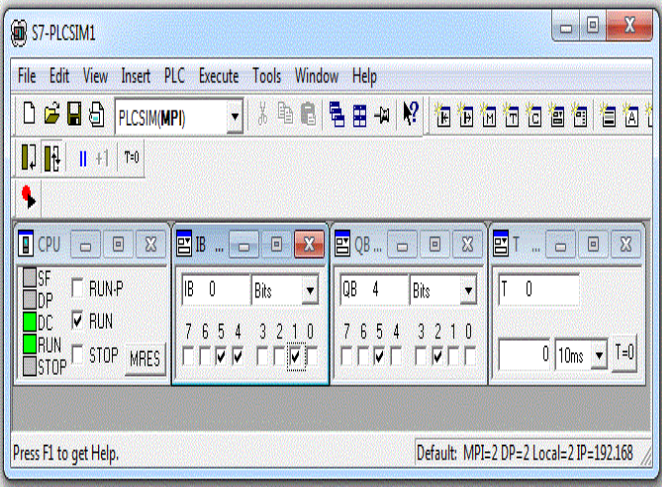 S7-PLCSIM1
File Edit View Insert PLC Execute Tools Window Help
PLCSIM(MPI)
+1 T=0
CPU
SF
DP
DC
RUN
STOP
RUN-P
RUN
STOP
MRES
IB ...
IB 0 Bits
7 6 5 4 3 2 1 0
QB...
QB 4 Bits
7 6 5 4 3 2 1 0
T ...
T 0
0 10ms T=0
Press F1 to get Help.
Default: MPI=2 DP=2 Local=2 IP=192.168